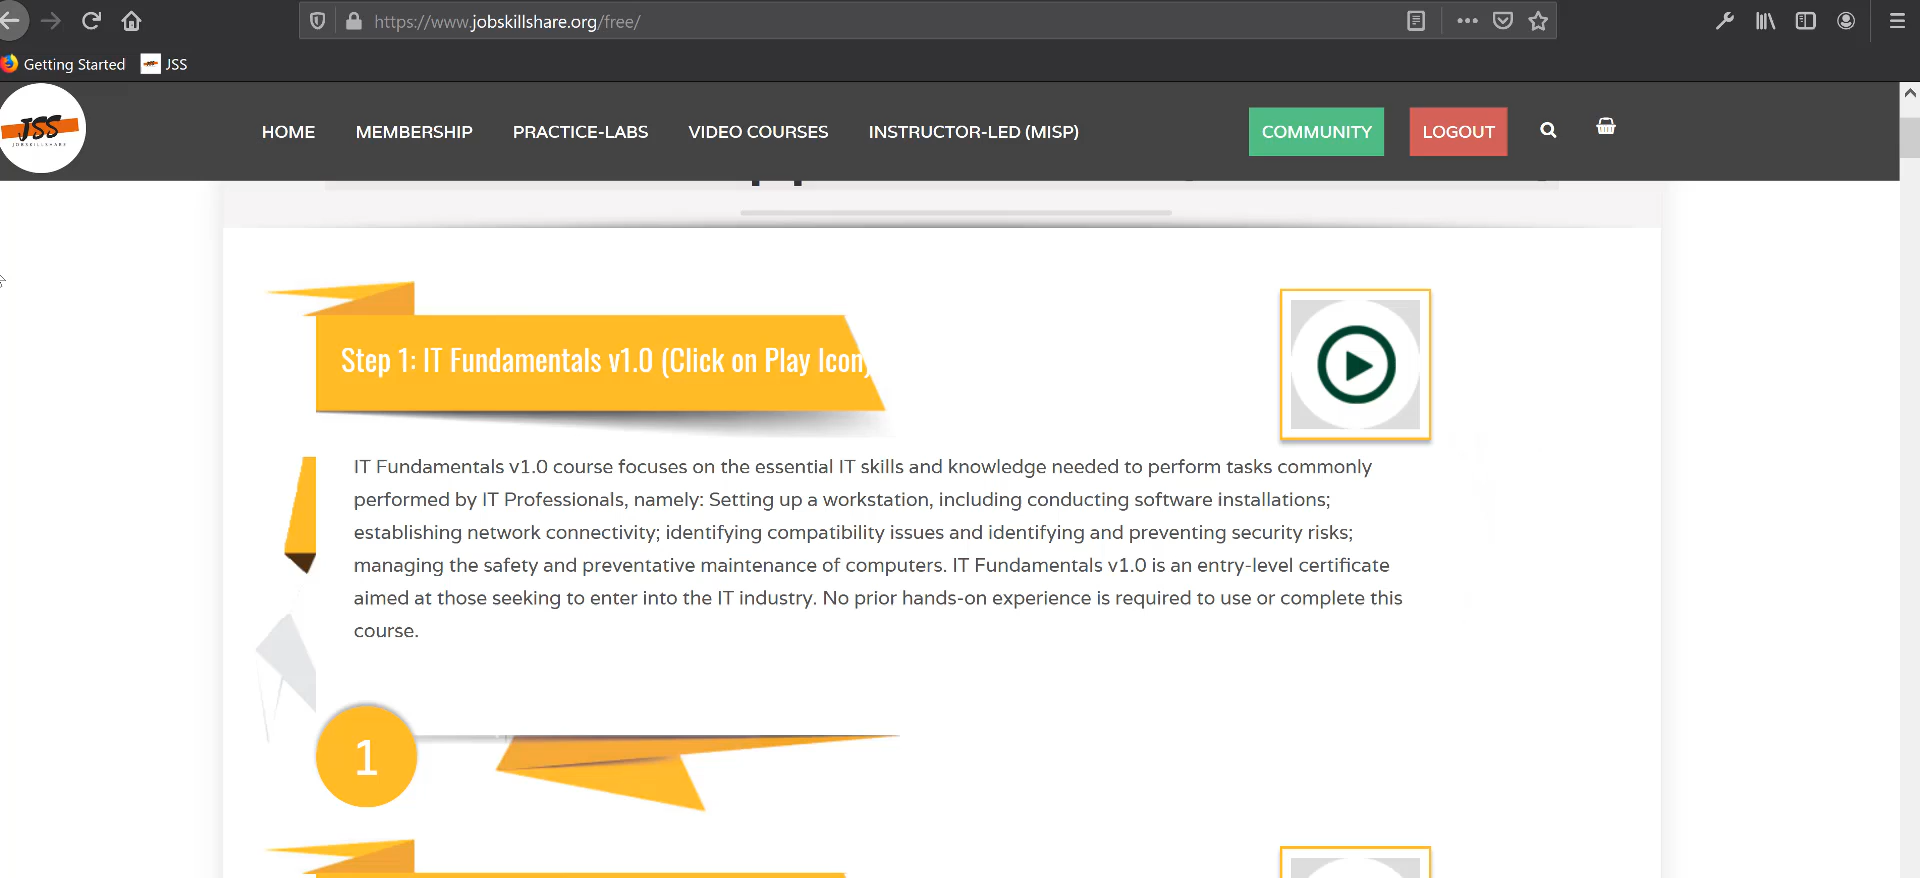 https://www.jobskillshare.org/free/
Getting Started JSS
JSS
JOBSKILLSHARE
HOME MEMBERSHIP PRACTICE-LABS VIDEO COURSES INSTRUCTOR-LED (MISP) COMMUNITY LOGOUT
Step 1: IT Fundamentals v1.0 (Click on Play Icon)
IT Fundamentals v1.0 course focuses on the essential IT skills and knowledge needed to perform tasks commonly
performed by IT Professionals, namely: Setting up a workstation, including conducting software installations;
establishing network connectivity; identifying compatibility issues and identifying and preventing security risks;
managing the safety and preventative maintenance of computers. IT Fundamentals v1.0 is an entry-level certificate
aimed at those seeking to enter into the IT industry. No prior hands-on experience is required to use or complete this
course.
1